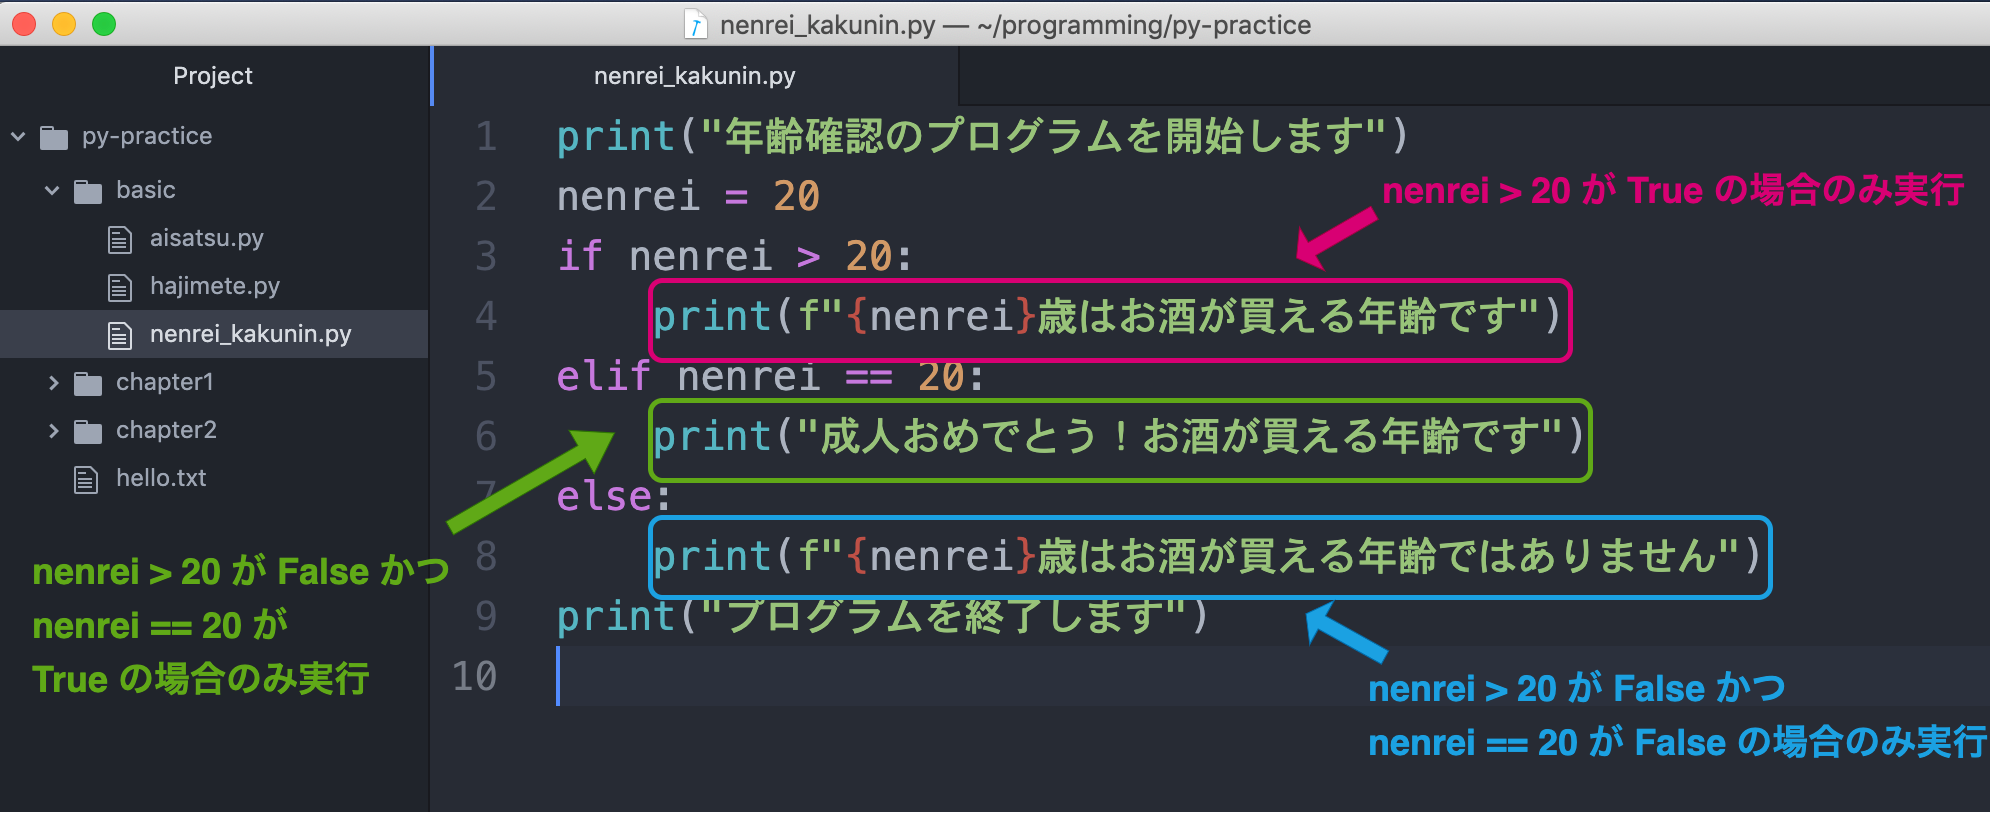 nenrei_kakunin.py — ~/programming/py-practice
Project
py-practice
basic
aisatsu.py
hajimete.py
nenrei_kakunin.py
chapter1
chapter2
hello.txt
nenrei_kakunin.py
1 print("年齢確認のプログラムを開始します")
2 nenrei = 20
3 if nenrei > 20:
4 print(f"{nenrei}歳はお酒が買える年齢です")
5 elif nenrei == 20:
6 print("成人おめでとう！お酒が買える年齢です")
7 else:
8 print(f"{nenrei}歳はお酒が買える年齢ではありません")
9 print("プログラムを終了します")
10
nenrei > 20 が True の場合のみ実行
nenrei > 20 が False かつ
nenrei == 20 が
True の場合のみ実行
nenrei > 20 が False かつ
nenrei == 20 が False の場合のみ実行